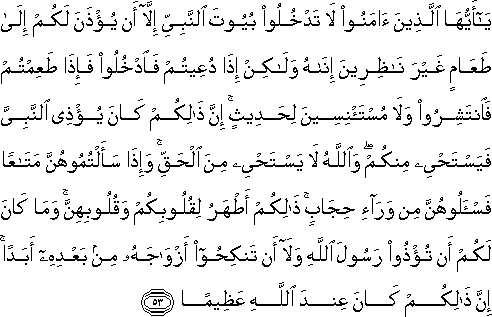 يَـٰٓأَيُّهَا ٱلَّذِينَ ءَامَنُوا۟ لَا تَدْخُلُوا۟ بُيُوتَ ٱلنَّبِىِّ إِلَّآ أَن يُؤْذَنَ لَكُمْ إِلَىٰ
طَعَامٍ غَيْرَ نَـٰظِرِينَ إِنَىٰهُ وَلَـٰكِنْ إِذَا دُعِيتُمْ فَٱدْخُلُوا۟ فَإِذَا طَعِمْتُمْ
فَٱنتَشِرُوا۟ وَلَا مُسْتَـْٔنِسِينَ لِحَدِيثٍ ۚ إِنَّ ذَٰلِكُمْ كَانَ يُؤْذِى ٱلنَّبِىَّ
فَيَسْتَحْىِۦ مِنكُمْ ۖ وَٱللَّهُ لَا يَسْتَحْىِۦ مِنَ ٱلْحَقِّ ۚ وَإِذَا سَأَلْتُمُوهُنَّ مَتَـٰعًا
فَسْـَٔلُوهُنَّ مِن وَرَآءِ حِجَابٍ ۚ ذَٰلِكُمْ أَطْهَرُ لِقُلُوبِكُمْ وَقُلُوبِهِنَّ ۚ وَمَا كَانَ
لَكُمْ أَن تُؤْذُوا۟ رَسُولَ ٱللَّهِ وَلَآ أَن تَنكِحُوٓا۟ أَزْوَٰجَهُۥ مِنۢ بَعْدِهِۦٓ أَبَدًا ۚ
إِنَّ ذَٰلِكُمْ كَانَ عِندَ ٱللَّهِ عَظِيمًا ٥٣